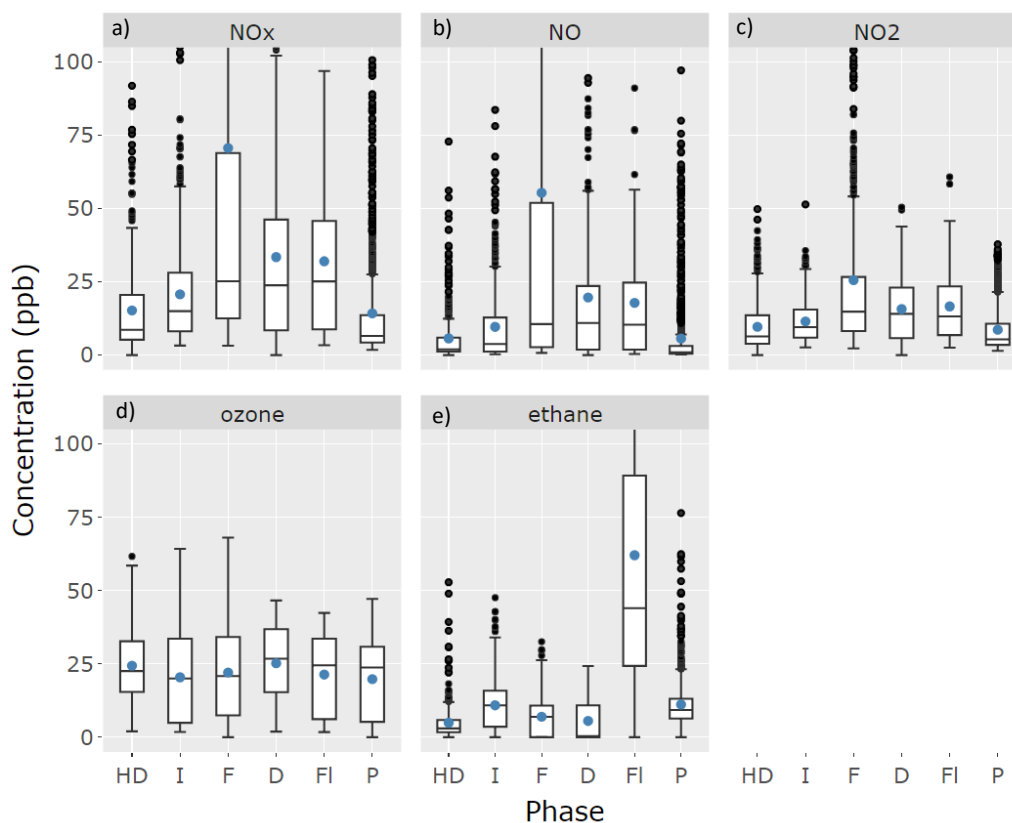 a) NOx
b) NO
c) NO2
100
75
50
25
0
d) ozone
e) ethane
100
75
50
25
0
Concentration (ppb)
HD I F D Fl P
HD I F D Fl P
HD I F D Fl P
Phase